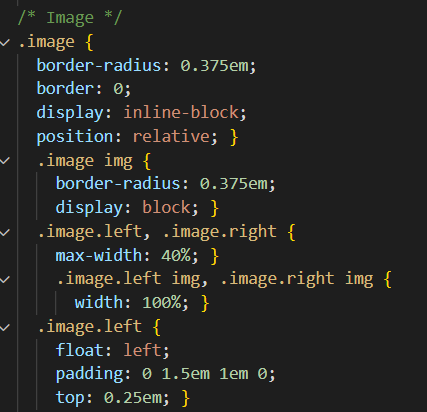 /* Image */
.image {
border-radius: 0.375em;
border: 0;
display: inline-block;
position: relative; }
.image img {
border-radius: 0.375em;
display: block; }
.image.left, .image.right {
max-width: 40%; }
.image.left img, .image.right img {
width: 100%; }
.image.left {
float: left;
padding: 0 1.5em 1em 0;
top: 0.25em; }